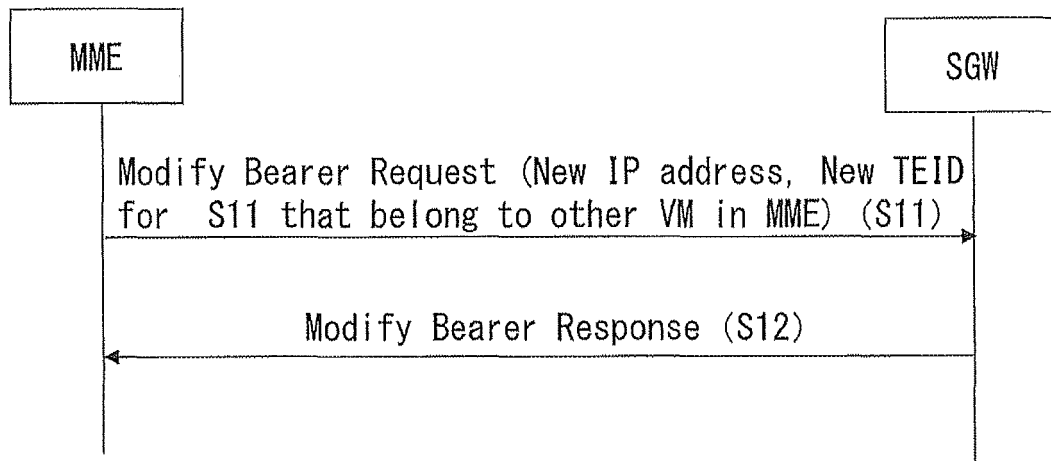 MME
SGW
Modify Bearer Request (New IP address, New TEID
for S11 that belong to other VM in MME) (S11)
Modify Bearer Response (S12)